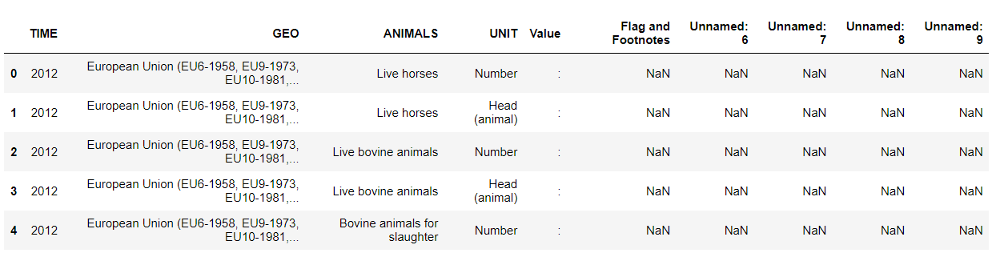 TIME GEO ANIMALS UNIT Value Flag and Footnotes Unnamed: 6 Unnamed: 7 Unnamed: 8 Unnamed: 9
0 2012 European Union (EU6-1958, EU9-1973, EU10-1981,... Live horses Number : NaN NaN NaN NaN NaN
1 2012 European Union (EU6-1958, EU9-1973, EU10-1981,... Live horses Head (animal) : NaN NaN NaN NaN NaN
2 2012 European Union (EU6-1958, EU9-1973, EU10-1981,... Live bovine animals Number : NaN NaN NaN NaN NaN
3 2012 European Union (EU6-1958, EU9-1973, EU10-1981,... Live bovine animals Head (animal) : NaN NaN NaN NaN NaN
4 2012 European Union (EU6-1958, EU9-1973, EU10-1981,... Bovine animals for slaughter Number : NaN NaN NaN NaN NaN